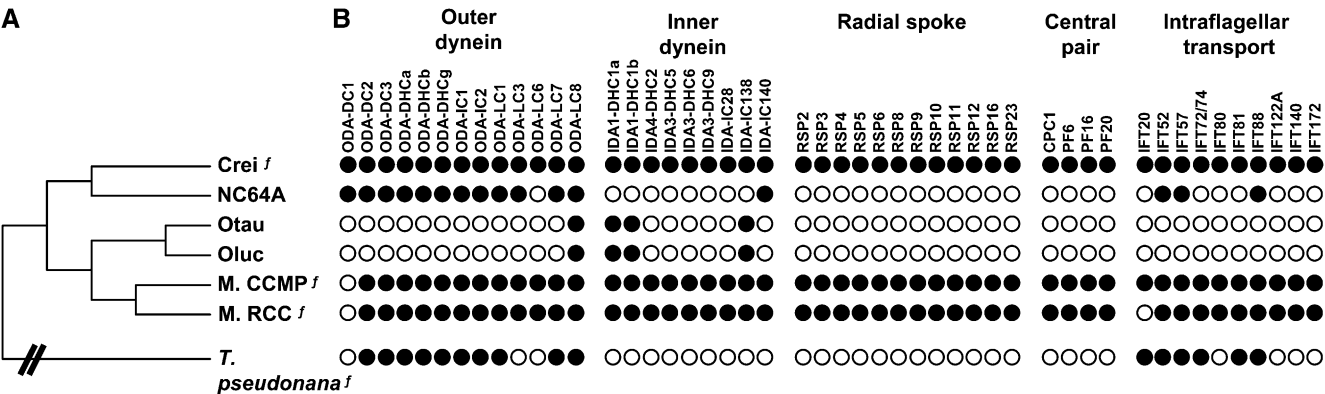 A
B
Outer
dynein
Inner
dynein
Radial spoke
Central
pair
Intraflagellar
transport
ODA-DC1
ODA-DC2
ODA-DC3
ODA-DHCa
ODA-DHCb
ODA-DHCg
ODA-IC1
ODA-IC2
ODA-LC1
ODA-LC3
ODA-LC6
ODA-LC7
ODA-LC8
IDA1-DHC1a
IDA1-DHC1b
IDA4-DHC2
IDA3-DHC5
IDA3-DHC6
IDA3-DHC9
IDA-IC28
IDA-IC138
IDA-IC140
RSP2
RSP3
RSP4
RSP5
RSP6
RSP8
RSP9
RSP10
RSP11
RSP12
RSP16
RSP23
CPC1
PF6
PF16
PF20
IFT20
IFT52
IFT57
IFT72/74
IFT80
IFT81
IFT88
IFT122A
IFT140
IFT172
Crei f
NC64A
Otau
Oluc
M. CCMP f
M. RCC f
T.
pseudonana f